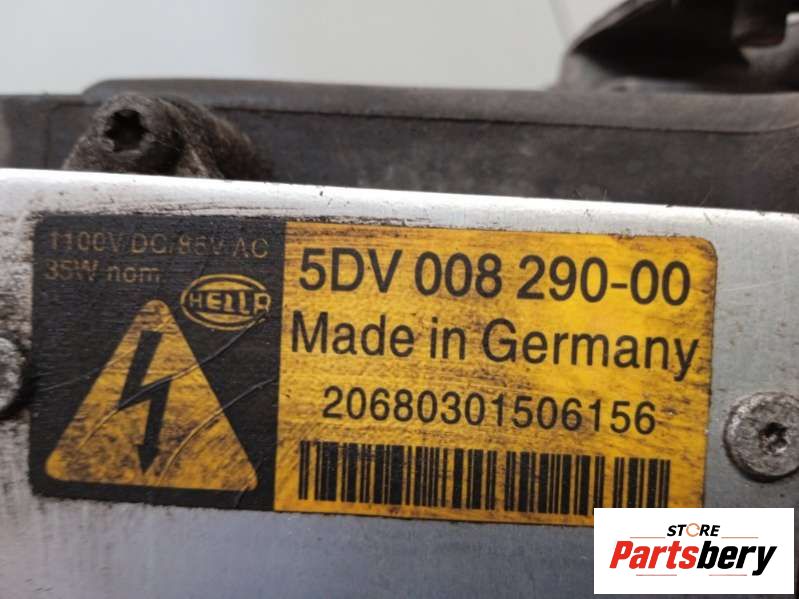 1100V DC/85V AC
35W nom
HELLA
5DV 008 290-00
Made in Germany
20680301506156
STORE
Partsbery